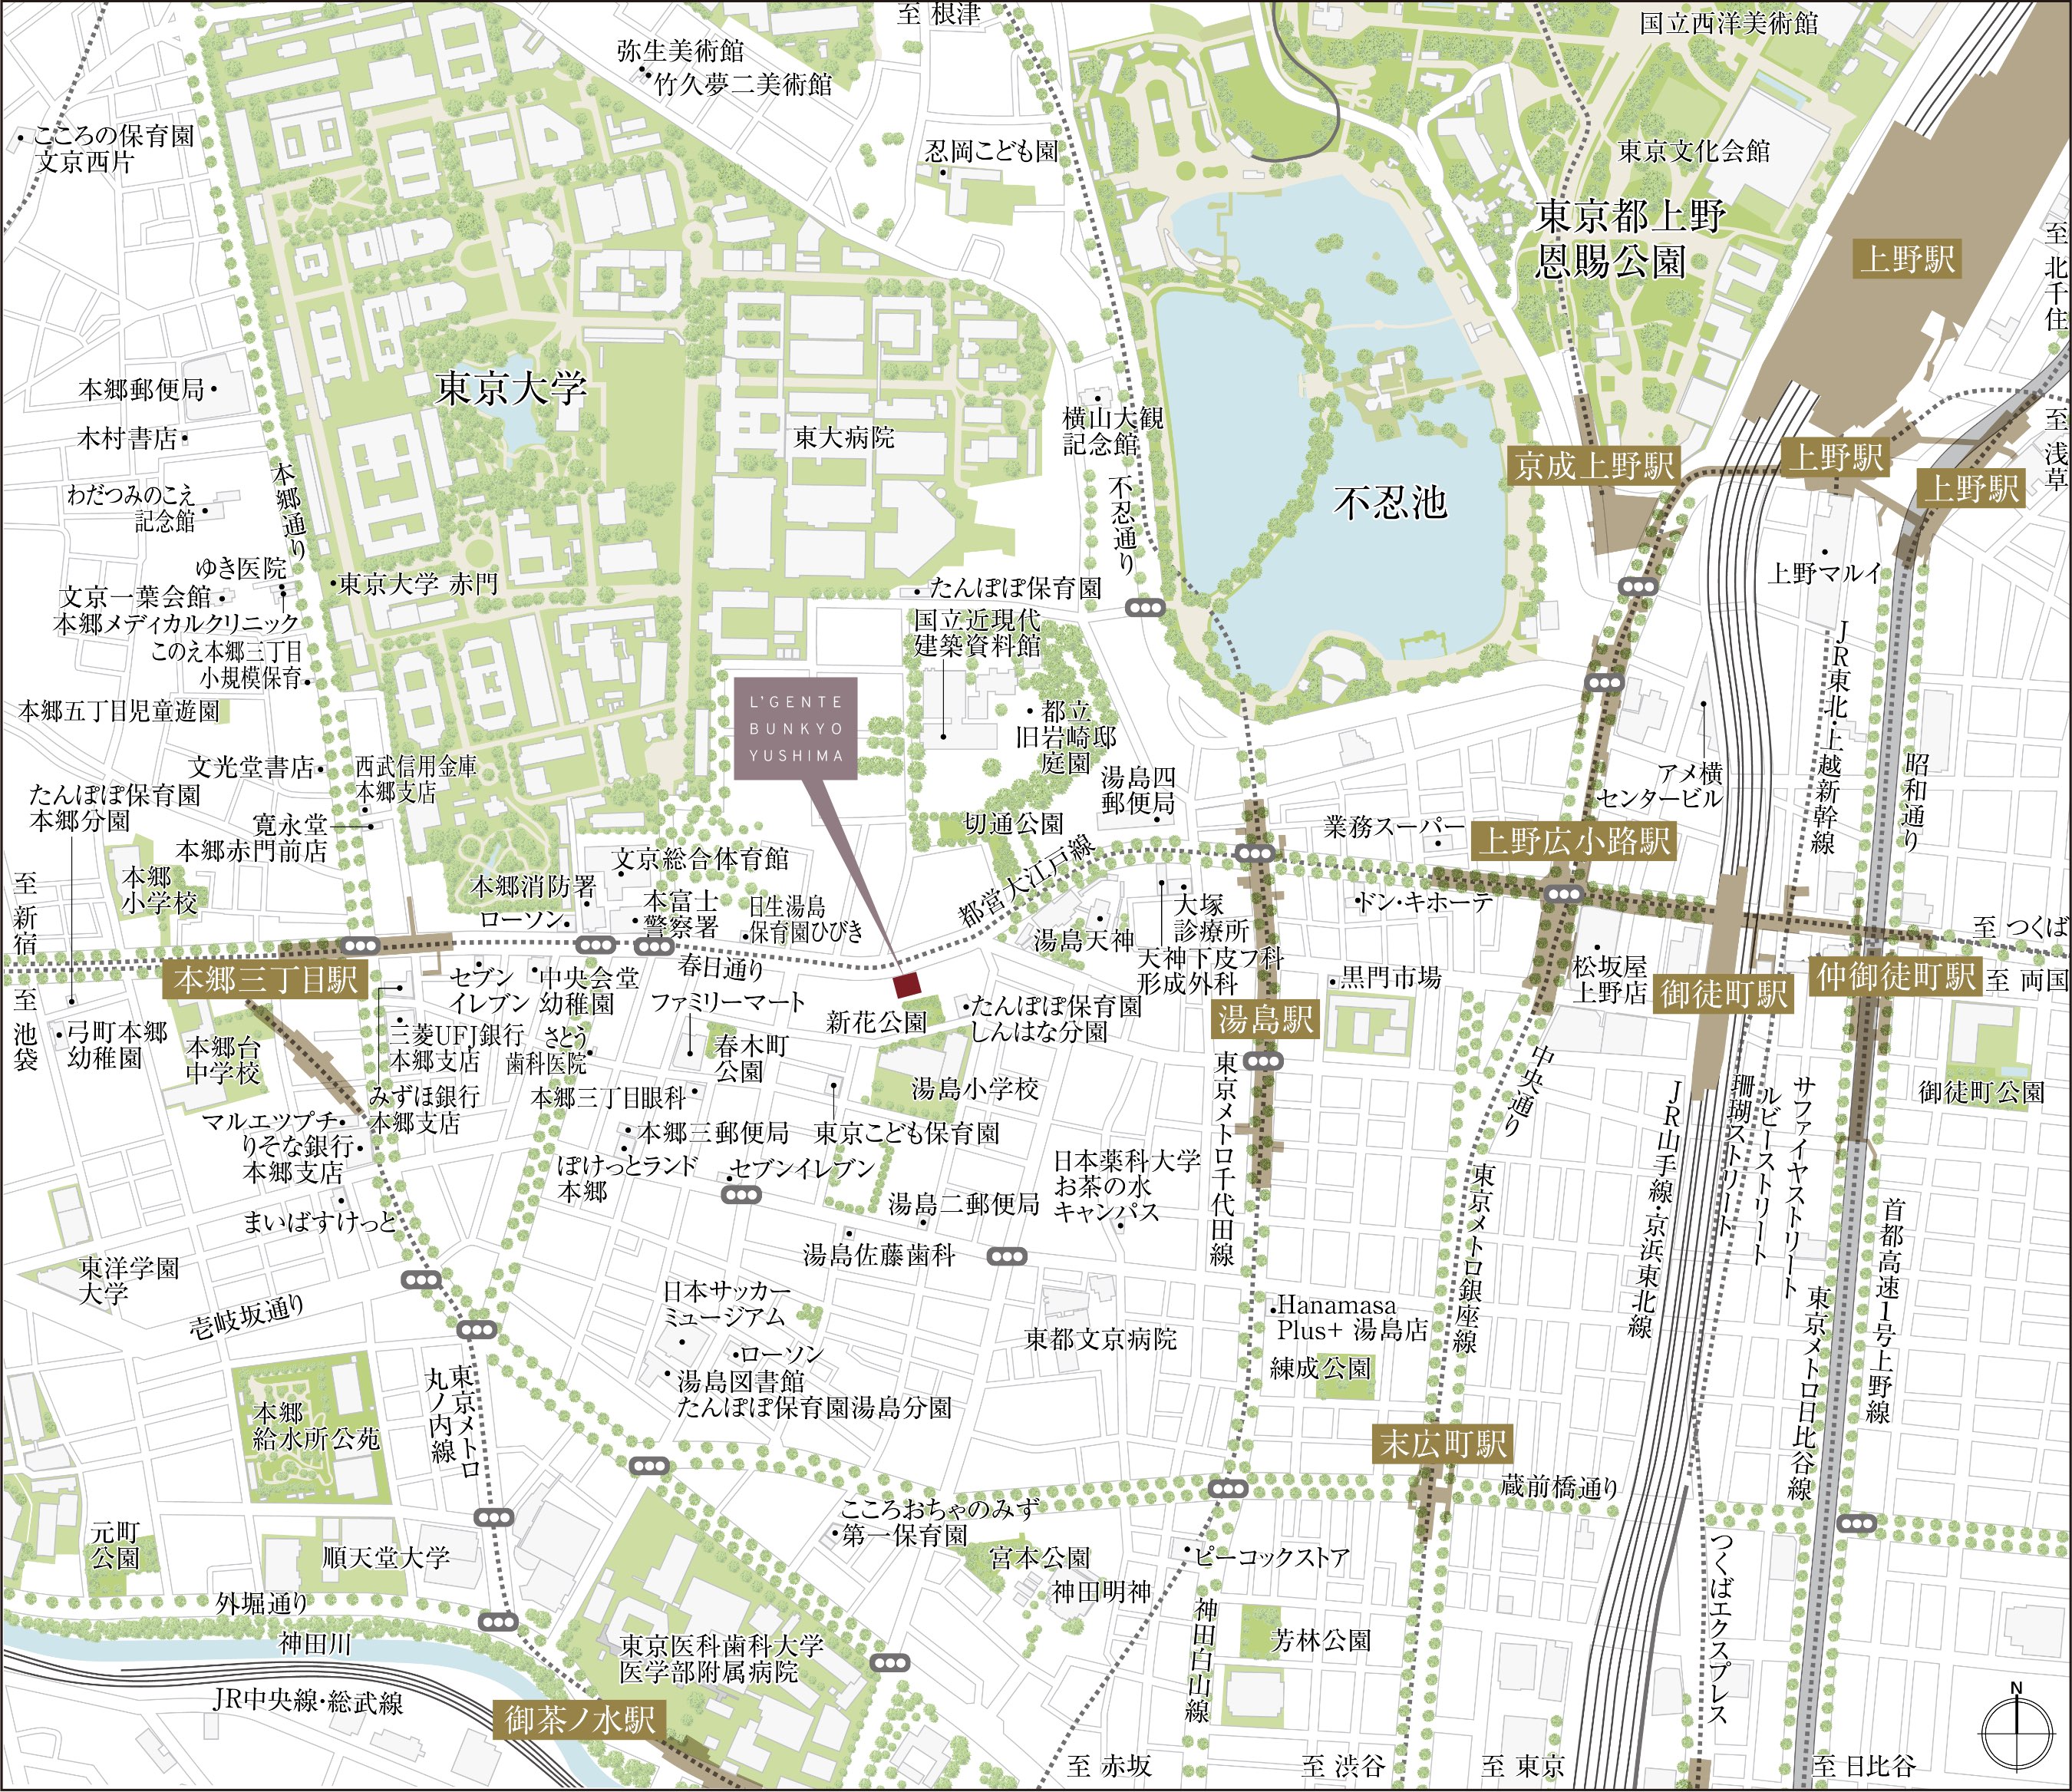 至 根津
弥生美術館
竹久夢二美術館
国立西洋美術館
こころの保育園
文京西片
忍岡こども園
東京文化会館
東京都上野
恩賜公園
上野駅
至 北千住
本郷郵便局
東京大学
木村書店
東大病院
横山大観
記念館
京成上野駅
上野駅
上野駅
至 浅草
わだつみのこえ
記念館
本郷通り
不忍通り
不忍池
ゆき医院
東京大学 赤門
文京一葉会館
本郷メディカルクリニック
たんぽぽ保育園
国立近現代
建築資料館
上野マルイ
このえ本郷三丁目
小規模保育
本郷五丁目児童遊園
L'GENTE
BUNKYO
YUSHIMA
都立
旧岩崎邸
庭園
JR東北・上越新幹線
昭和通り
文光堂書店
西武信用金庫
本郷支店
湯島四
郵便局
アメ横
センタービル
たんぽぽ保育園
本郷分園
寛永堂
本郷赤門前店
切通公園
業務スーパー
上野広小路駅
本郷
小学校
文京総合体育館
本郷消防署
ローソン
本富士
警察署
日生湯島
保育園ひびき
都営大江戸線
湯島天神
大塚
診療所
天神下皮フ科
形成外科
ドン・キホーテ
至 新宿
至 つくば
本郷三丁目駅
セブン
イレブン
中央会堂
幼稚園
春日通り
ファミリーマート
黒門市場
松坂屋
上野店
御徒町駅
仲御徒町駅
至 両国
至 池袋
弓町本郷
幼稚園
本郷台
中学校
三菱UFJ銀行
本郷支店
さとう
歯科医院
春木町
公園
新花公園
たんぽぽ保育園
しんはな分園
湯島駅
みずほ銀行
本郷支店
本郷三丁目眼科
湯島小学校
御徒町公園
マルエツプチ
りそな銀行
本郷支店
本郷三郵便局
東京こども保育園
東京メトロ千代田線
中央通り
JR山手線・京浜東北線
珊瑚ストリート
ルビーストリート
サファイヤストリート
ぽけっとランド
本郷
セブンイレブン
日本薬科大学
お茶の水
キャンパス
東京メトロ銀座線
まいばすけっと
湯島二郵便局
首都高速1号上野線
湯島佐藤歯科
東洋学園
大学
壱岐坂通り
日本サッカー
ミュージアム
ローソン
東都文京病院
Hanamasa
Plus+ 湯島店
練成公園
東京メトロ日比谷線
湯島図書館
たんぽぽ保育園湯島分園
東京メトロ
丸ノ内線
本郷
給水所公苑
末広町駅
蔵前橋通り
元町
公園
順天堂大学
こころおちゃのみず
第一保育園
宮本公園
神田明神
ピーコックストア
つくばエクスプレス
外堀通り
神田川
神田白山線
芳林公園
東京医科歯科大学
医学部附属病院
JR中央線・総武線
御茶ノ水駅
N
至 赤坂
至 渋谷
至 東京
至 日比谷